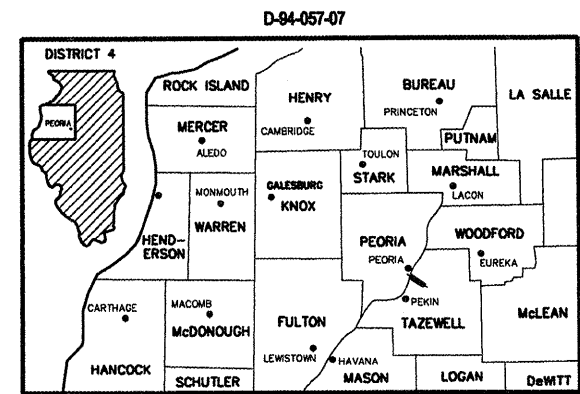 D-94-057-07
DISTRICT 4
PEORIA
ROCK ISLAND
HENRY
CAMBRIDGE
BUREAU
PRINCETON
LA SALLE
PUTNAM
MERCER
ALEDO
TOULON
STARK
MARSHALL
LACON
MONMOUTH
WARREN
GALESBURG
KNOX
HEND-
ERSON
PEORIA
PEORIA
WOODFORD
EUREKA
PEKIN
TAZEWELL
McLEAN
CARTHAGE
HANCOCK
MACOMB
McDONOUGH
FULTON
LEWISTOWN
HAVANA
MASON
SCHUTLER
LOGAN
DeWITT